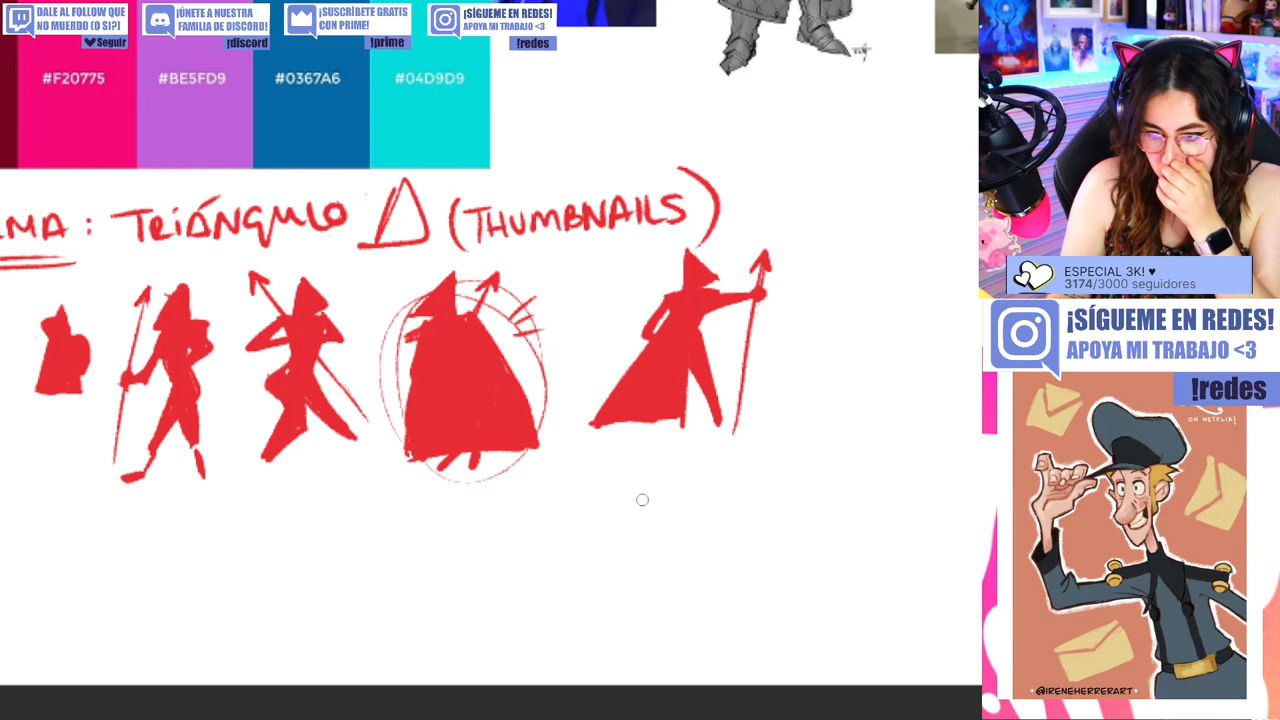 DALE AL FOLLOW QUE
NO MUERDO (O SI?)
Seguir
¡ÚNETE A NUESTRA
FAMILIA DE DISCORD!
!discord
¡SUSCRÍBETE GRATIS
CON PRIME!
!prime
¡SÍGUEME EN REDES!
APOYA MI TRABAJO <3
!redes
#F20775
#BE5FD9
#0367A6
#04D9D9
EMA: TRIÁNGULO (THUMBNAILS)
ESPECIAL 3K! ♥
3174/3000 seguidores
¡SÍGUEME EN REDES!
APOYA MI TRABAJO <3
!redes
ON NETFLIX!
@IRENEHERRERART